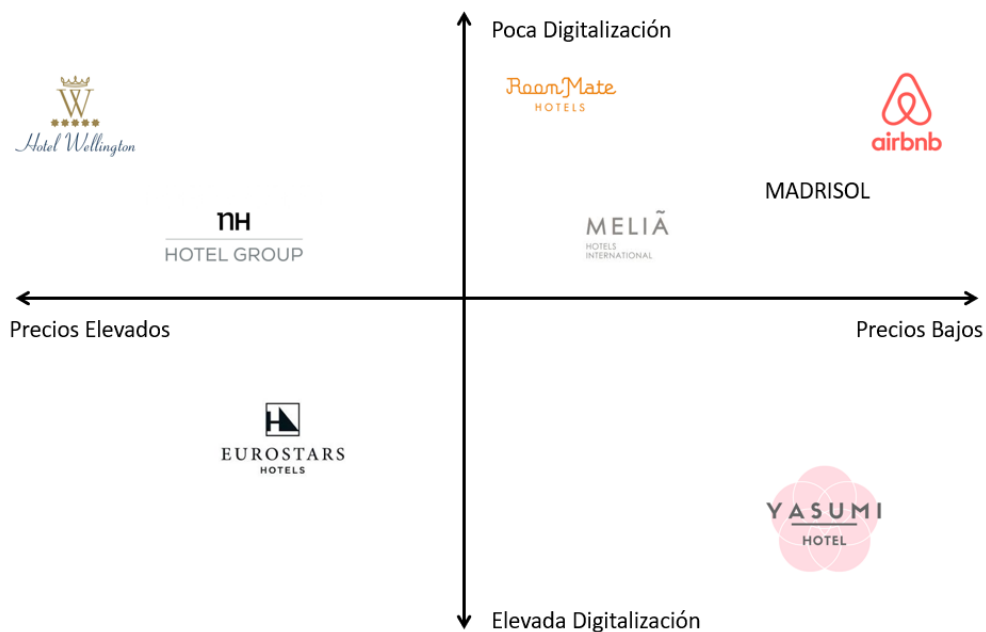 Poca Digitalización
RoomMate
HOTELS
W
Hotel Wellington
airbnb
MADRISOL
nH
HOTEL GROUP
MELIÃ
HOTELS
INTERNATIONAL
Precios Elevados
Precios Bajos
H
EUROSTARS
HOTELS
YASUMI
HOTEL
Elevada Digitalización